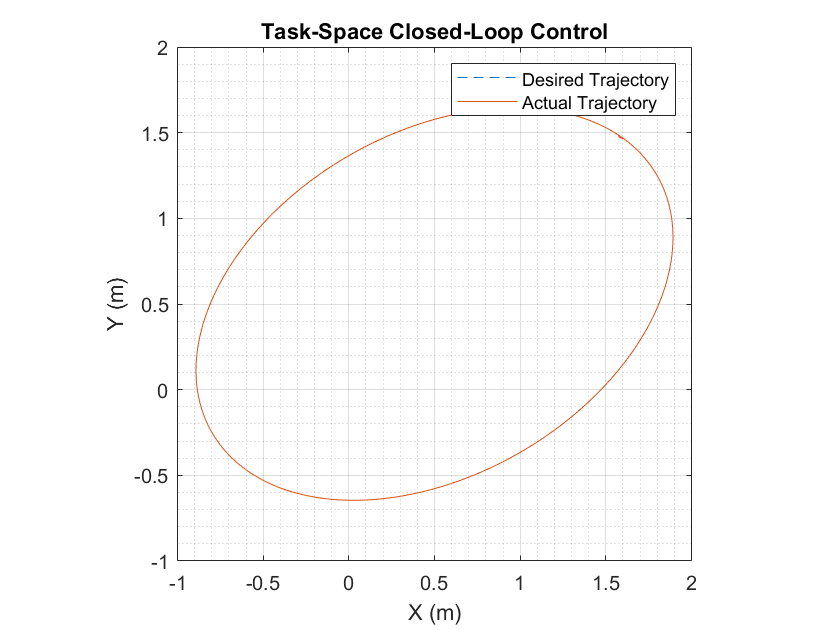 Task-Space Closed-Loop Control
Desired Trajectory
Actual Trajectory
2
1.5
1
0.5
0
-0.5
-1
Y (m)
-1
-0.5
0
0.5
1
1.5
2
X (m)